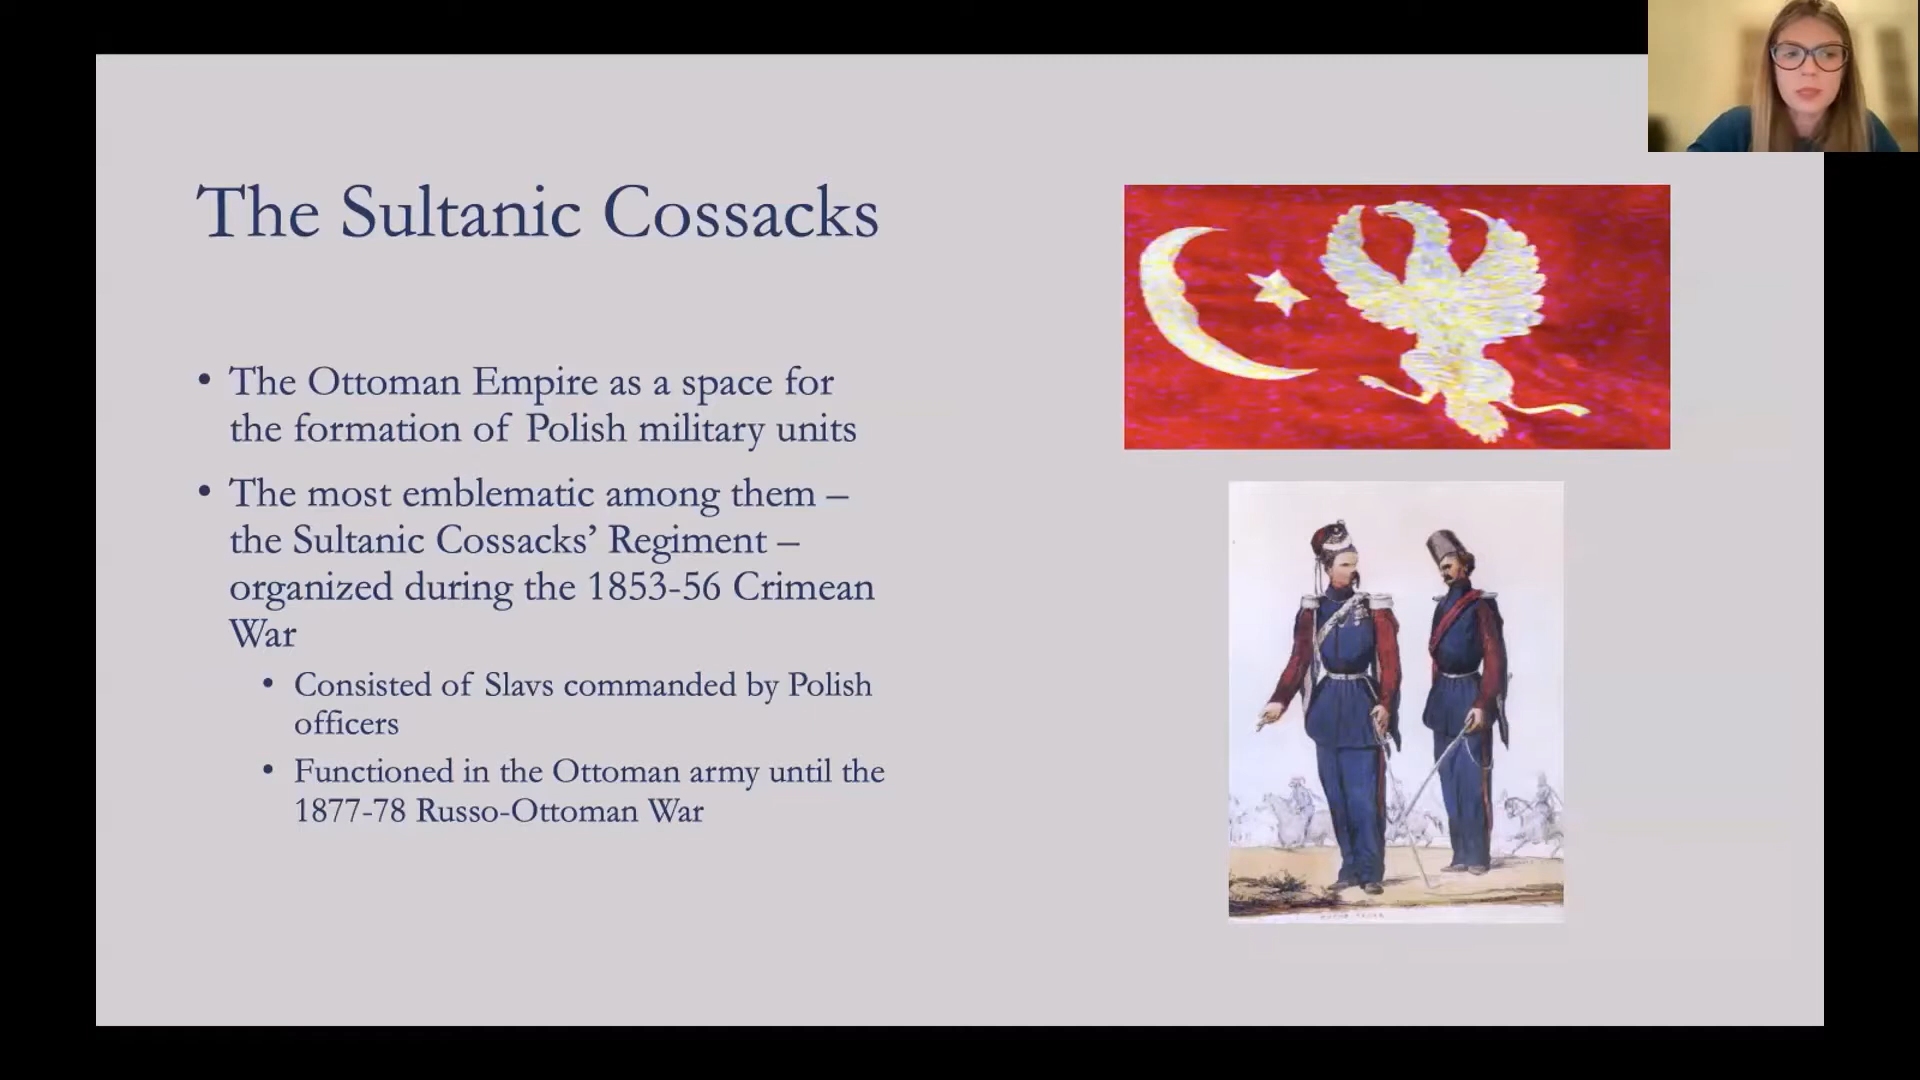 The Sultanic Cossacks
• The Ottoman Empire as a space for
the formation of Polish military units
• The most emblematic among them –
the Sultanic Cossacks’ Regiment –
organized during the 1853-56 Crimean
War
• Consisted of Slavs commanded by Polish
officers
• Functioned in the Ottoman army until the
1877-78 Russo-Ottoman War